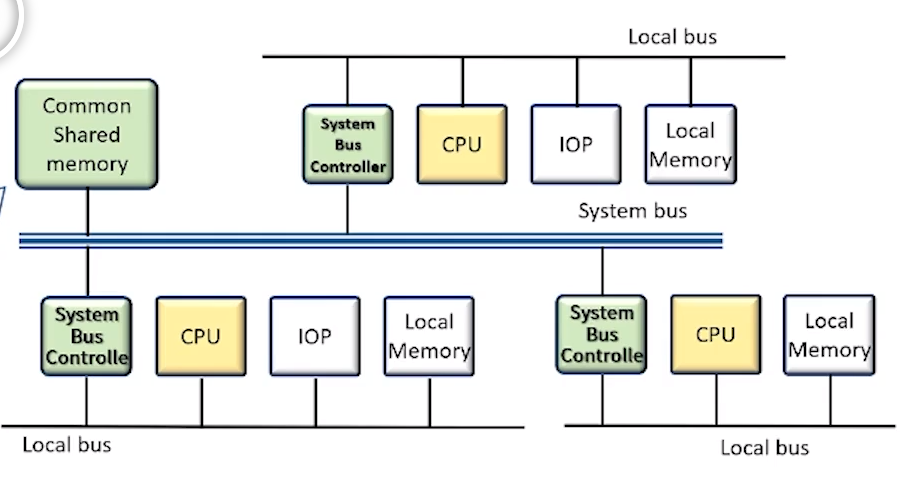 Local bus
Common
Shared
memory
System
Bus
Controller
CPU
IOP
Local
Memory
System bus
System
Bus
Controlle
CPU
IOP
Local
Memory
System
Bus
Controlle
CPU
Local
Memory
Local bus
Local bus